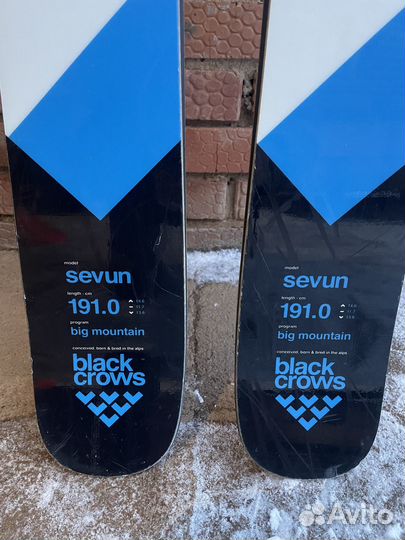 model
sevun
length - cm
191.0
program
big mountain
conceived, born & bred in the alps
black
crows
model
sevun
length - cm
191.0
program
big mountain
conceived, born & bred in the alps
black
crows
Avito